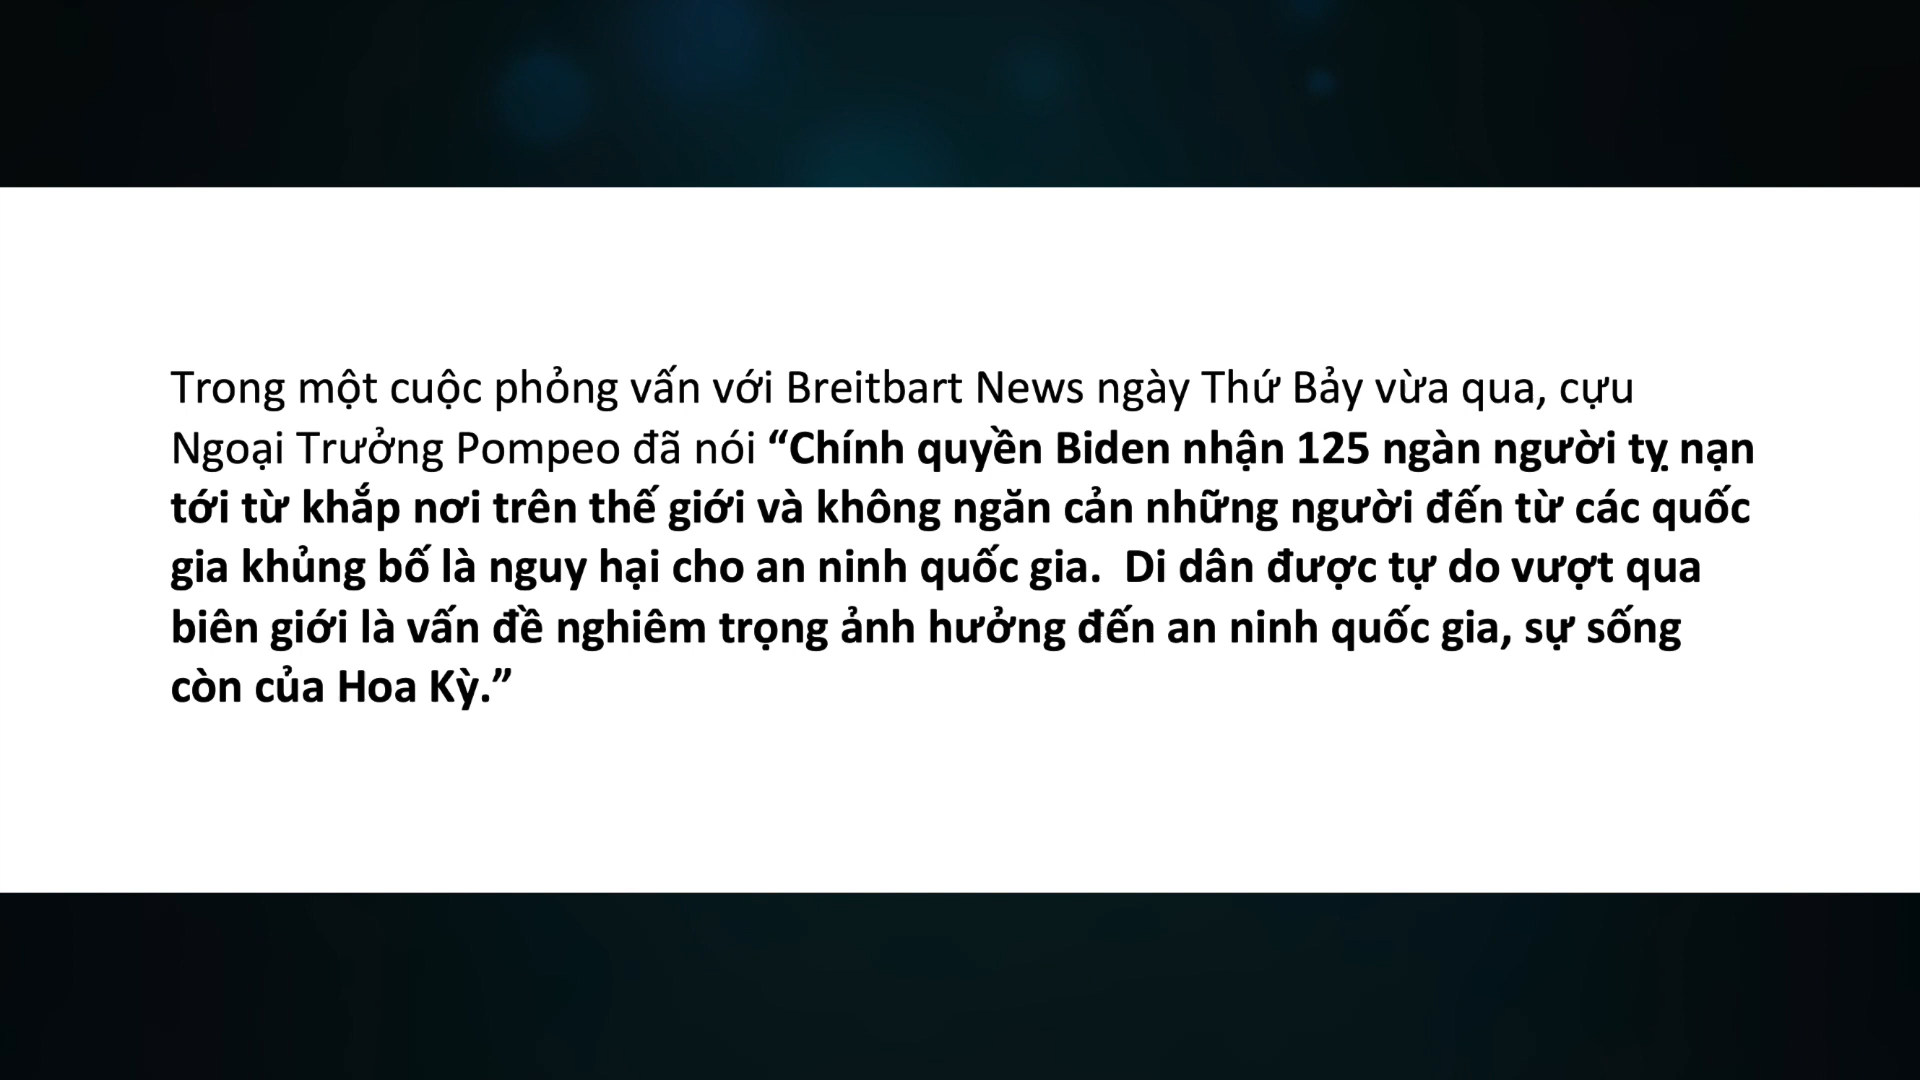 Trong một cuộc phỏng vấn với Breitbart News ngày Thứ Bảy vừa qua, cựu
Ngoại Trưởng Pompeo đã nói “Chính quyền Biden nhận 125 ngàn người tỵ nạn
tới từ khắp nơi trên thế giới và không ngăn cản những người đến từ các quốc
gia khủng bố là nguy hại cho an ninh quốc gia.  Di dân được tự do vượt qua
biên giới là vấn đề nghiêm trọng ảnh hưởng đến an ninh quốc gia, sự sống
còn của Hoa Kỳ.”